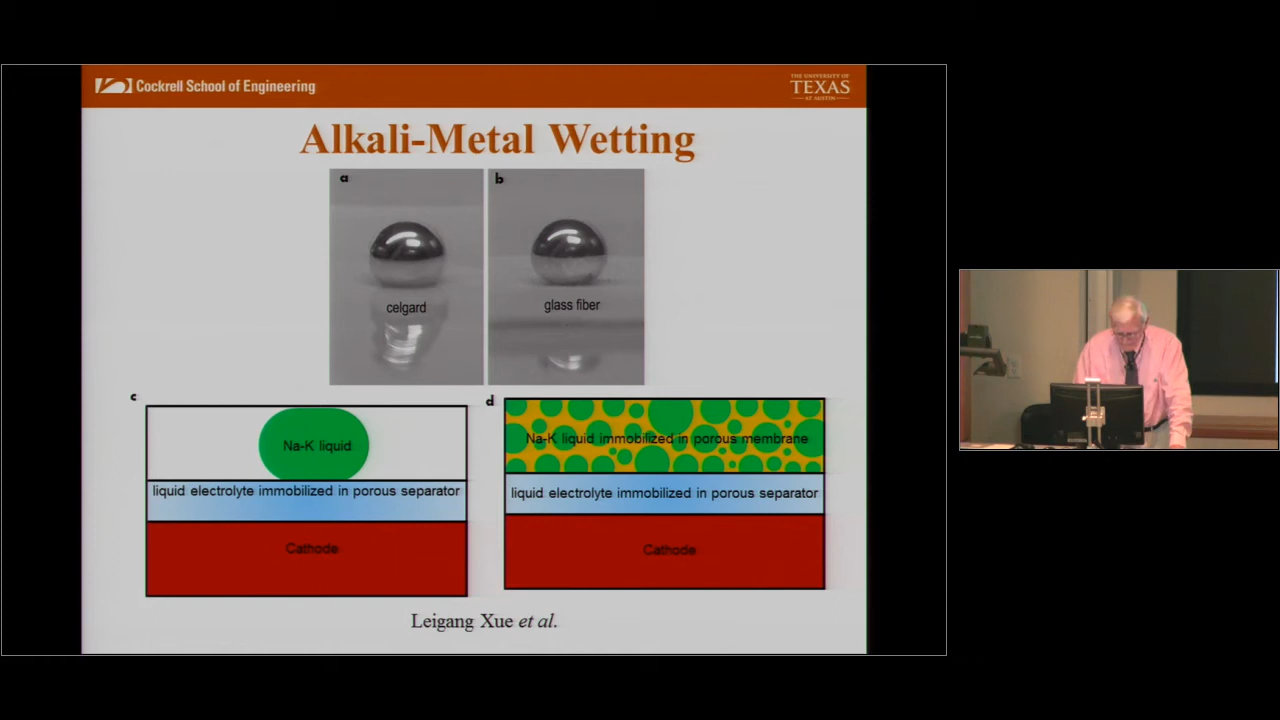 Cockrell School of Engineering
THE UNIVERSITY OF
TEXAS
AT AUSTIN
Alkali-Metal Wetting
a
b
celgard
glass fiber
c
d
Na-K liquid
liquid electrolyte immobilized in porous separator
Cathode
Na-K liquid immobilized in porous membrane
liquid electrolyte immobilized in porous separator
Cathode
Leigang Xue et al.